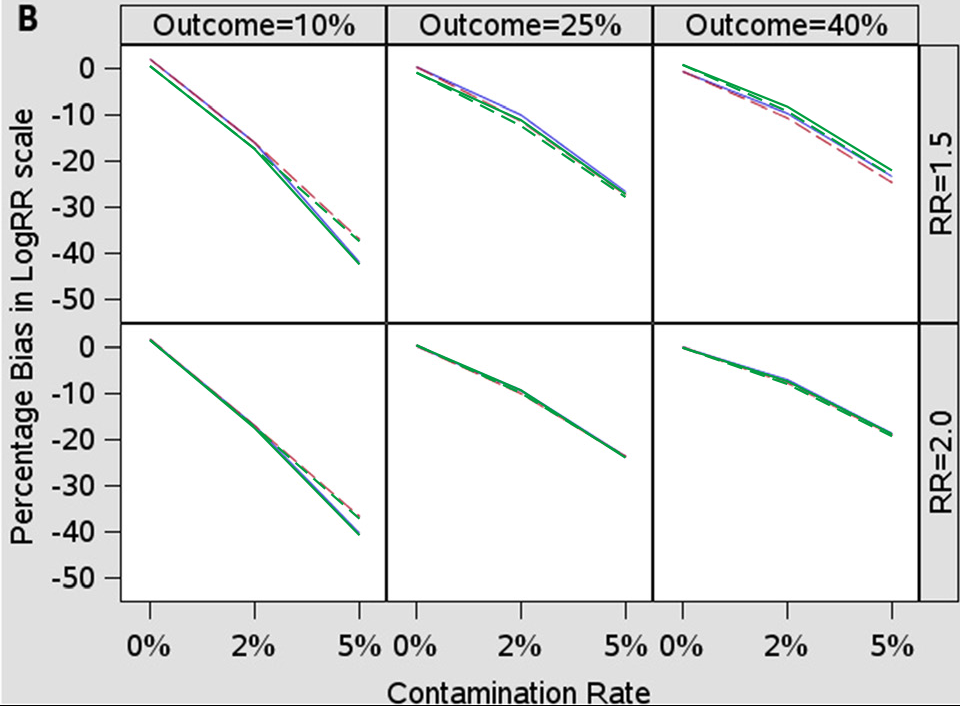 B
Outcome=10% Outcome=25% Outcome=40%
Percentage Bias in LogRR scale
0
-10
-20
-30
-40
-50
RR=1.5
0
-10
-20
-30
-40
-50
RR=2.0
0% 2% 5% 0% 2% 5% 0% 2% 5%
Contamination Rate